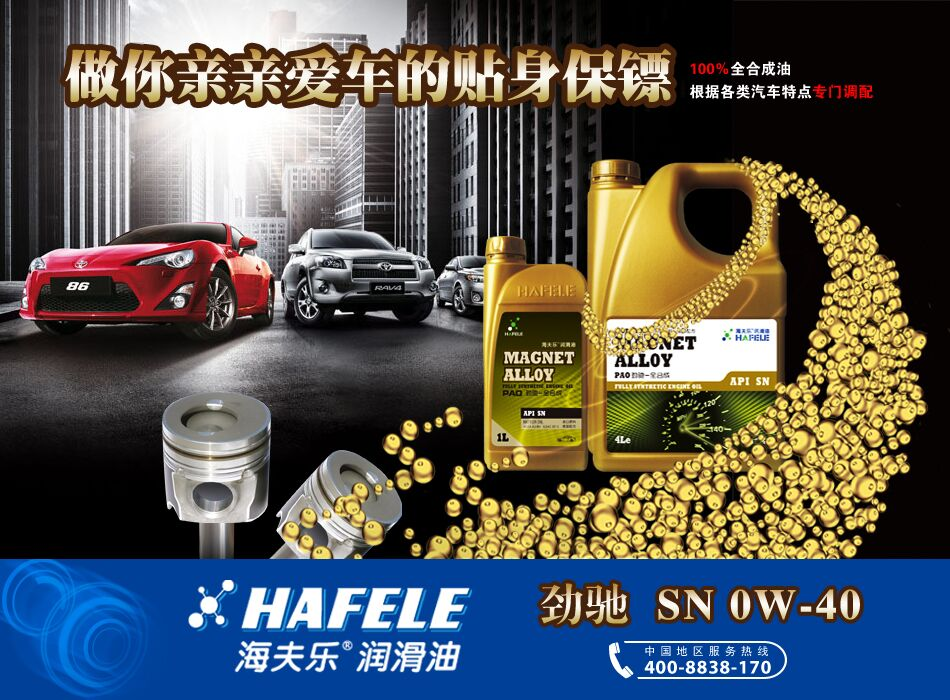 做你亲亲爱车的贴身保镖
100%全合成油
根据各类汽车特点专门调配
86
RAV4
HAFELE
HAFELE
海夫乐 润滑油
MAGNET
ALLOY
FULLY SYNTHETIC ENGINE OIL
PAO 劲驰-全合成
API SN
1L
海夫乐 润滑油
HAFELE
MAGNET
ALLOY
PAO 劲驰-全合成
FULLY SYNTHETIC ENGINE OIL
API SN
120
140
4Le
HAFELE
海夫乐® 润滑油
劲驰 SN 0W-40
中国地区服务热线
400-8838-170